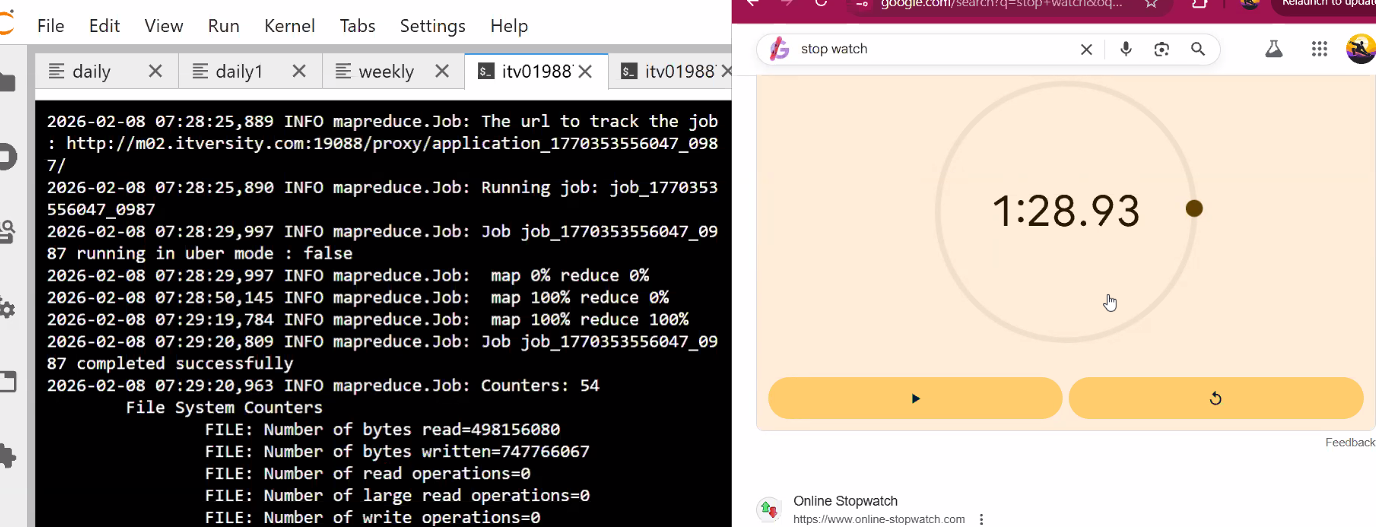 File Edit View Run Kernel Tabs Settings Help
daily
daily1
weekly
itv01988
itv01988
2026-02-08 07:28:25,889 INFO mapreduce.Job: The url to track the job
: http://m02.itversity.com:19088/proxy/application_1770353556047_098
7/
2026-02-08 07:28:25,890 INFO mapreduce.Job: Running job: job_1770353
556047_0987
2026-02-08 07:28:29,997 INFO mapreduce.Job: Job job_1770353556047_09
87 running in uber mode : false
2026-02-08 07:28:29,997 INFO mapreduce.Job:  map 0% reduce 0%
2026-02-08 07:28:50,145 INFO mapreduce.Job:  map 100% reduce 0%
2026-02-08 07:29:19,784 INFO mapreduce.Job:  map 100% reduce 100%
2026-02-08 07:29:20,809 INFO mapreduce.Job: Job job_1770353556047_09
87 completed successfully
2026-02-08 07:29:20,963 INFO mapreduce.Job: Counters: 54
File System Counters
FILE: Number of bytes read=498156080
FILE: Number of bytes written=747766067
FILE: Number of read operations=0
FILE: Number of large read operations=0
FILE: Number of write operations=0
google.com/search?q=stop+watch&oq...
Relaunch to update
stop watch
1:28.93
Feedback
Online Stopwatch
https://www.online-stopwatch.com